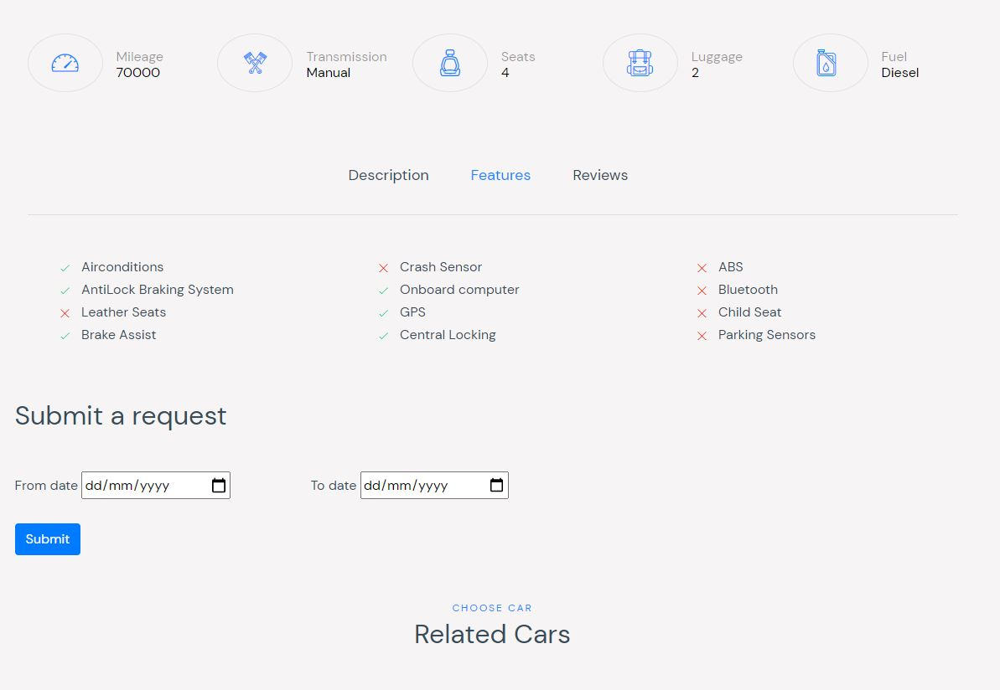 Mileage
70000
Transmission
Manual
Seats
4
Luggage
2
Fuel
Diesel
Description
Features
Reviews
Airconditions
AntiLock Braking System
Leather Seats
Brake Assist
Crash Sensor
Onboard computer
GPS
Central Locking
ABS
Bluetooth
Child Seat
Parking Sensors
Submit a request
From date dd/mm/yyyy
To date dd/mm/yyyy
Submit
CHOOSE CAR
Related Cars